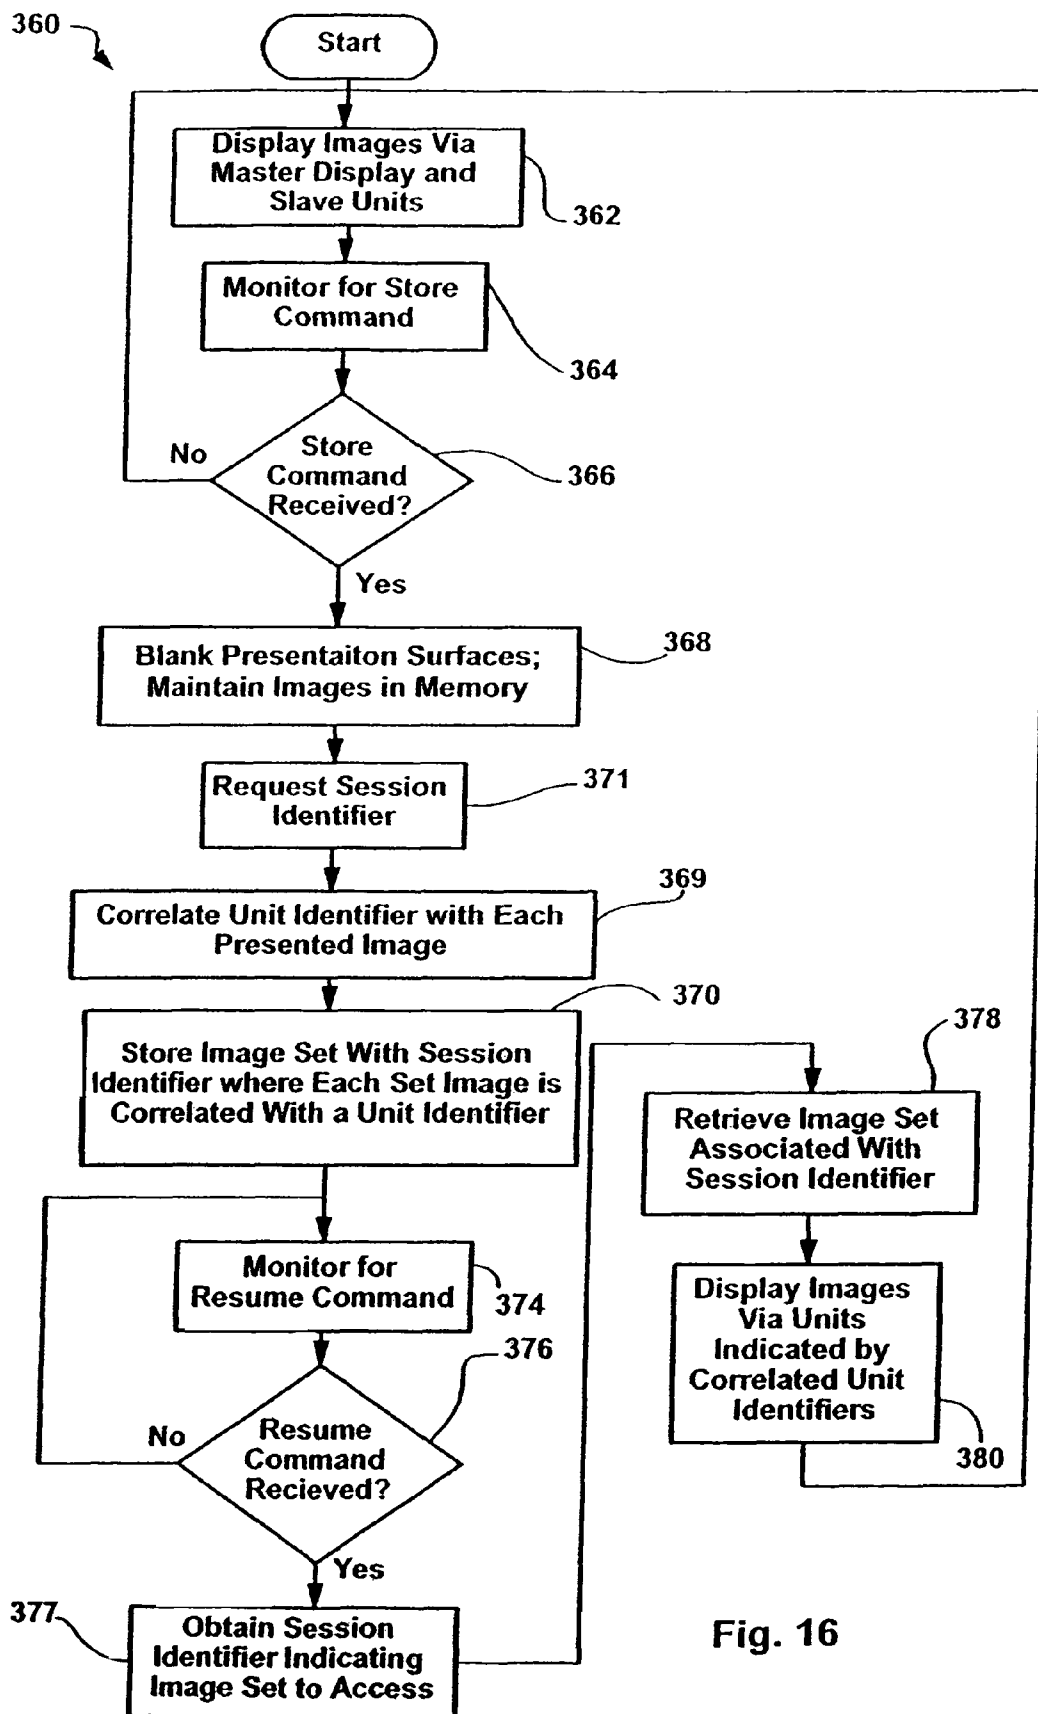 360
Start
Display Images Via
Master Display and
Slave Units
362
Monitor for Store
Command
364
Store
Command
Received?
366
No
Yes
Blank Presentaiton Surfaces;
Maintain Images in Memory
368
Request Session
Identifier
371
Correlate Unit Identifier with Each
Presented Image
369
Store Image Set With Session
Identifier where Each Set Image is
Correlated With a Unit Identifier
370
Monitor for
Resume Command
374
Resume
Command
Recieved?
376
No
Yes
Obtain Session
Identifier Indicating
Image Set to Access
377
Retrieve Image Set
Associated With
Session Identifier
378
Display Images
Via Units
Indicated by
Correlated Unit
Identifiers
380
Fig. 16